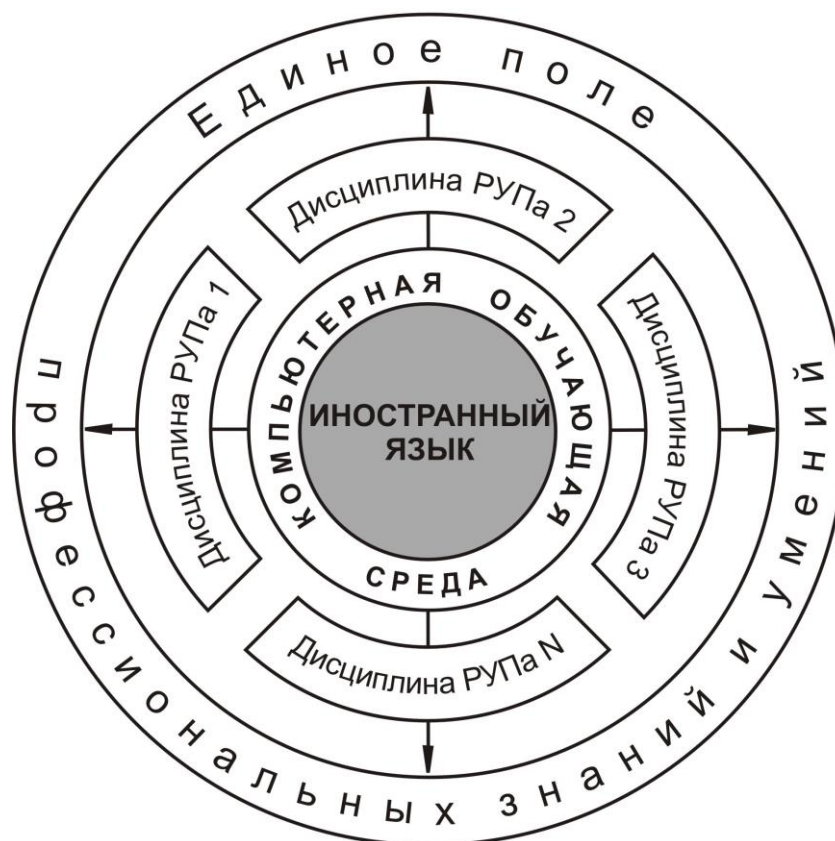 Единое поле
профессиональных знаний и умений
Дисциплина РУПа 1
Дисциплина РУПа 2
Дисциплина РУПа 3
Дисциплина РУПа N
КОМПЬЮТЕРНАЯ ОБУЧАЮЩАЯ
СРЕДА
ИНОСТРАННЫЙ
ЯЗЫК